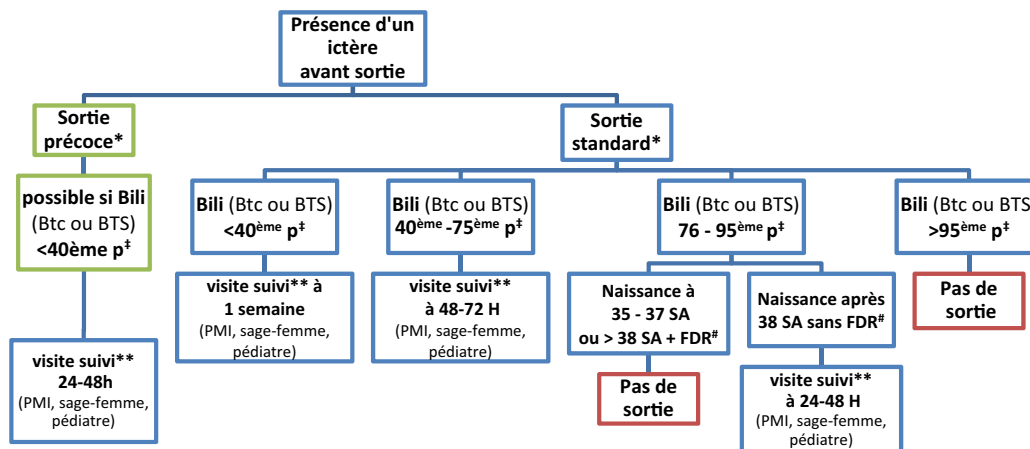 Présence d'un
ictère
avant sortie
Sortie
précoce*
Sortie
standard*
possible si Bili
(Btc ou BTS)
<40ème p‡
Bili (Btc ou BTS)
<40ème p‡
Bili (Btc ou BTS)
40ème -75ème p‡
Bili (Btc ou BTS)
76 - 95ème p‡
Bili (Btc ou BTS)
>95ème p‡
visite suivi** à
1 semaine
(PMI, sage-femme,
pédiatre)
visite suivi**
à 48-72 H
(PMI, sage-femme,
pédiatre)
Naissance à
35 - 37 SA
ou > 38 SA + FDR#
Naissance après
38 SA sans FDR#
Pas de
sortie
visite suivi**
24-48h
(PMI, sage-femme,
pédiatre)
Pas de
sortie
visite suivi**
à 24-48 H
(PMI, sage-femme,
pédiatre)